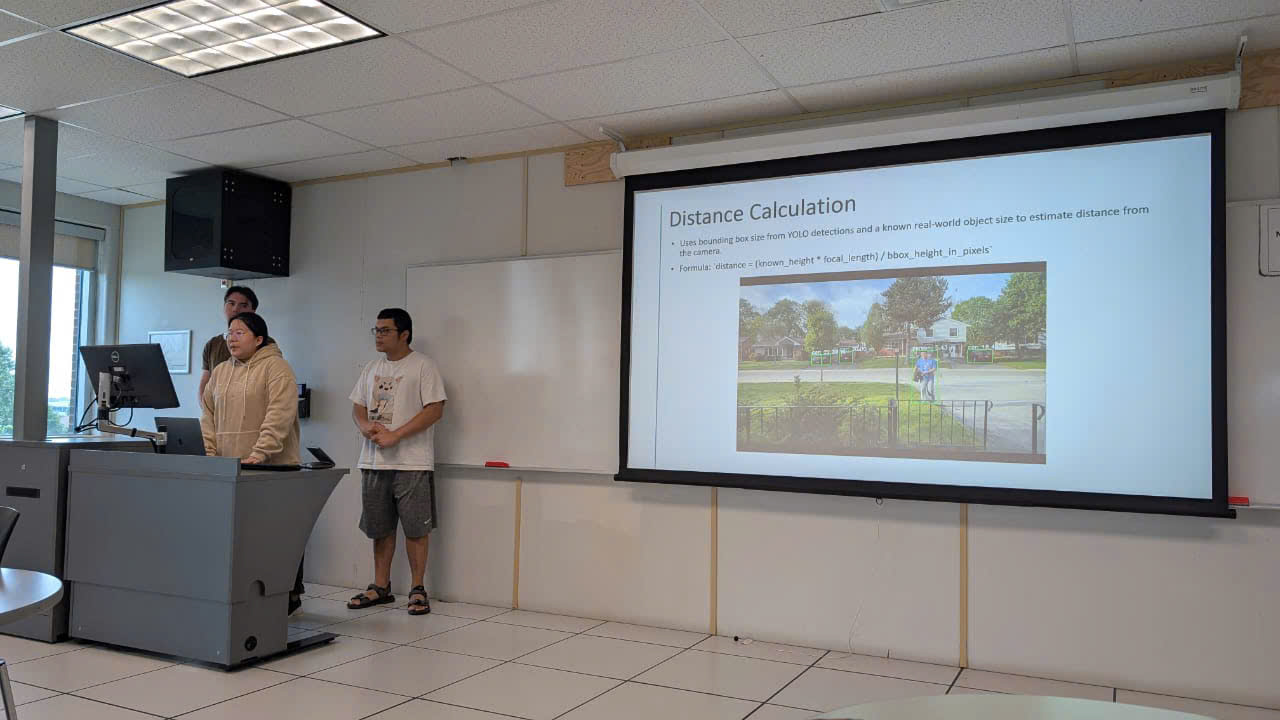 Distance Calculation
• Uses bounding box size from YOLO detections and a known real-world object size to estimate distance from
the camera.
• Formula: `distance = (known_height * focal_length) / bbox_height_in_pixels`
DELL